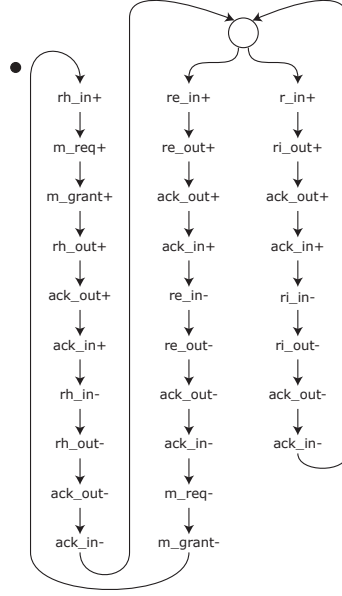 rh_in+ re_in+ r_in+
m_req+ re_out+ ri_out+
m_grant+ ack_out+ ack_out+
rh_out+ ack_in+ ack_in+
ack_out+ re_in- ri_in-
ack_in+ re_out- ri_out-
rh_in- ack_out- ack_out-
rh_out- ack_in- ack_in-
ack_out- m_req-
ack_in- m_grant-